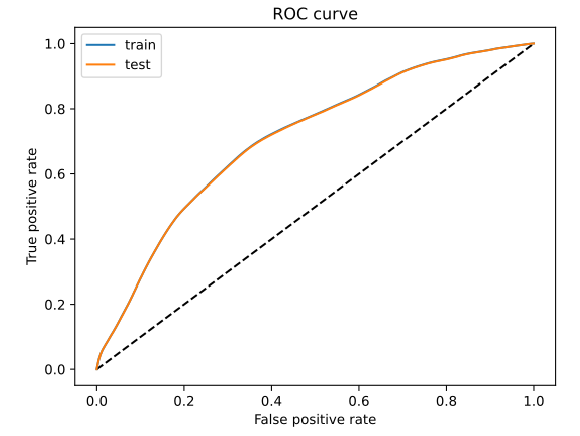 ROC curve
train
test
1.0
0.8
0.6
0.4
0.2
0.0
True positive rate
0.0 0.2 0.4 0.6 0.8 1.0
False positive rate